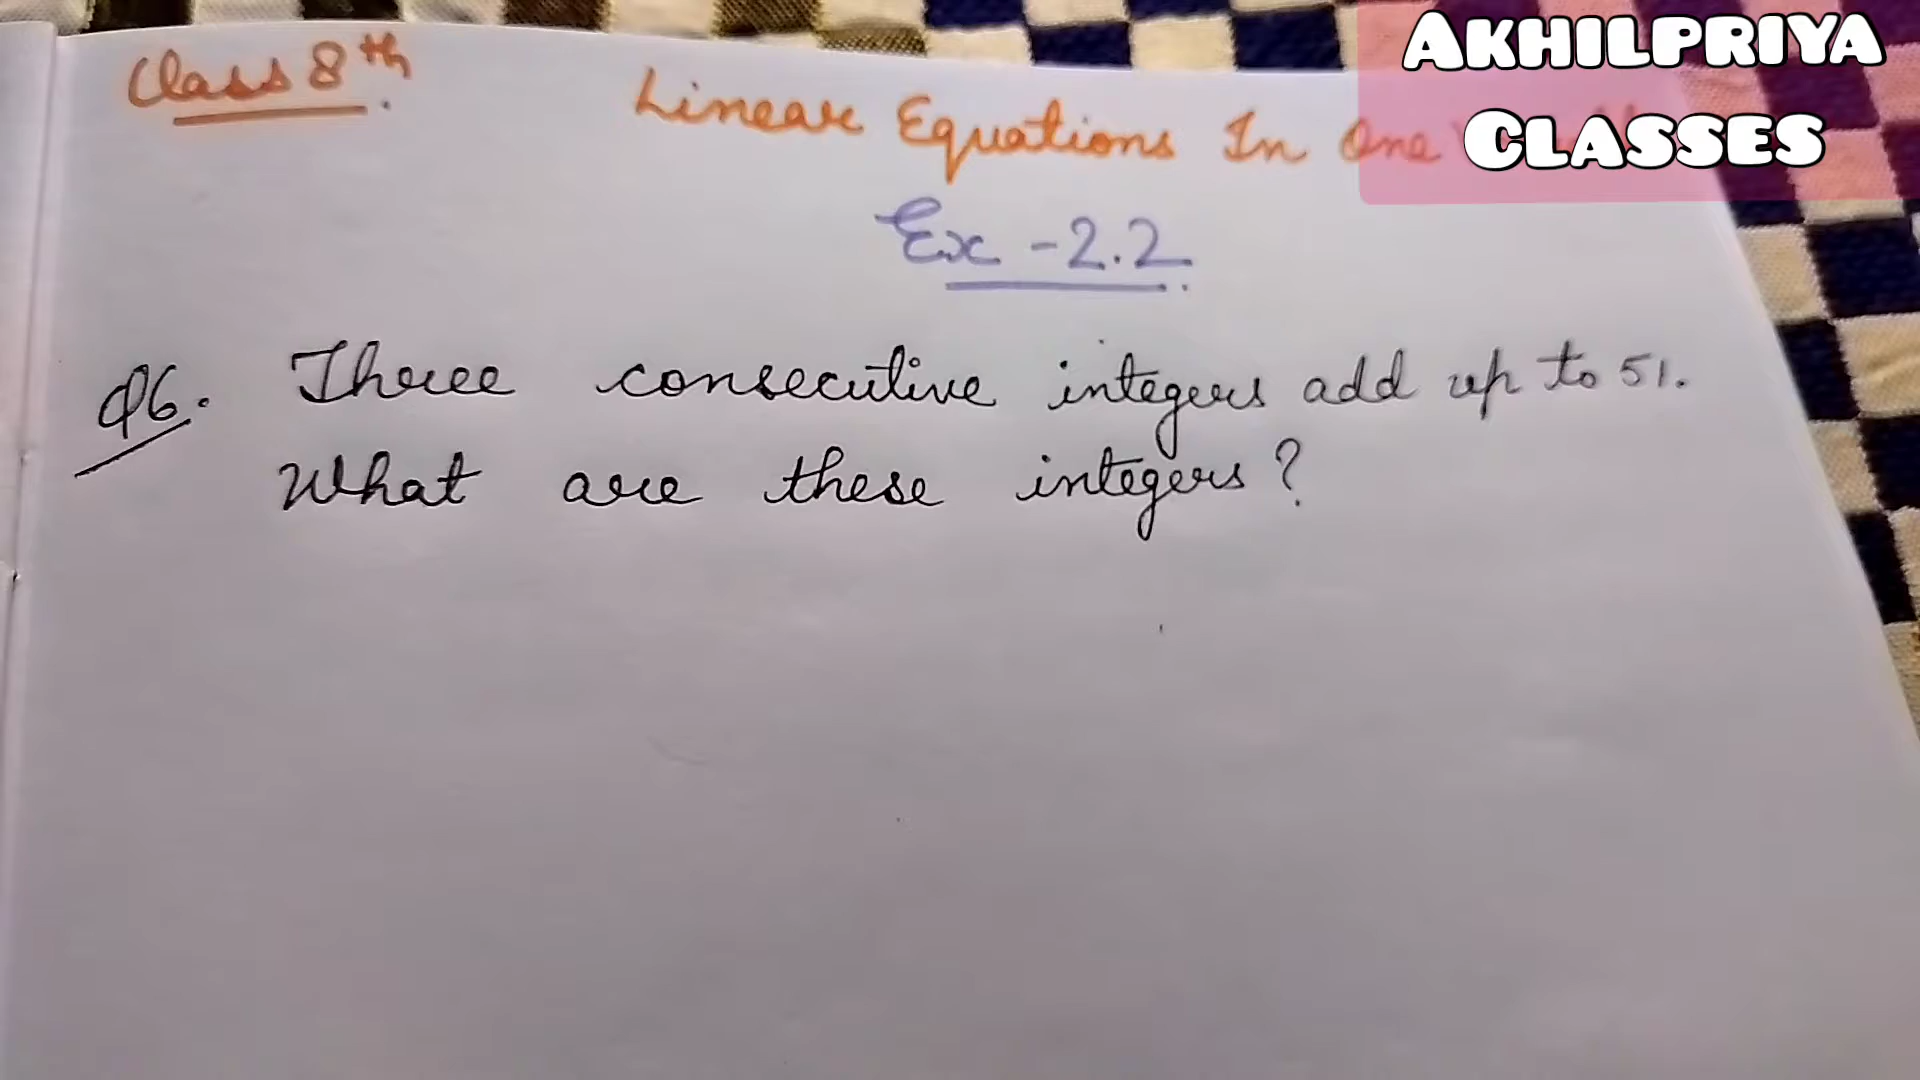 Class 8th.
Linear Equations In One
AKHILPRIYA
CLASSES
Ex - 2.2.
Q6. Three consecutive integers add up to 51.
What are these integers?